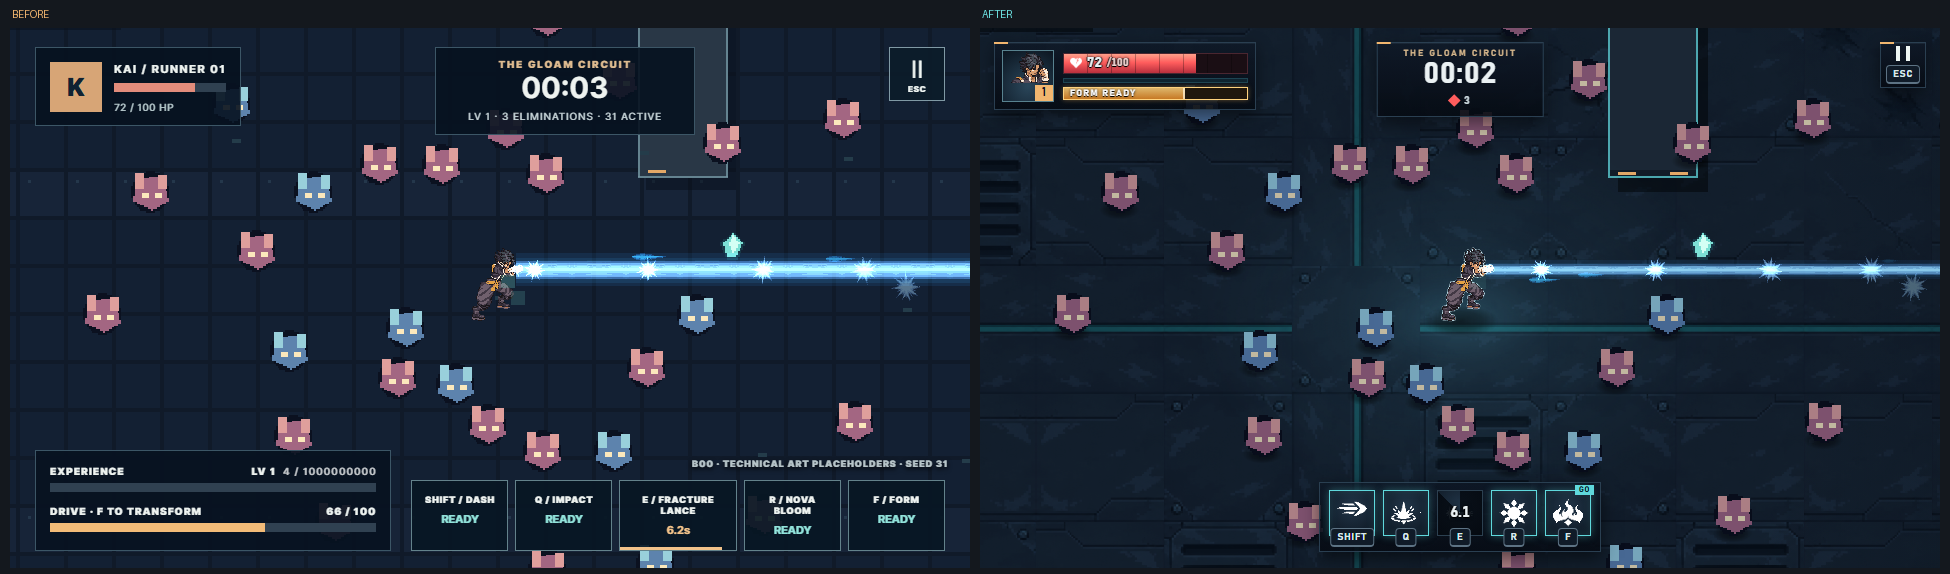 BEFORE
K
KAI / RUNNER 01
72 / 100 HP
THE GLOAM CIRCUIT
00:03
LV 1 · 3 ELIMINATIONS · 31 ACTIVE
ESC
B00 · TECHNICAL ART PLACEHOLDERS · SEED 31
EXPERIENCE
LV 1 4 / 1000000000
DRIVE · F TO TRANSFORM
66 / 100
SHIFT / DASH
READY
Q / IMPACT
READY
E / FRACTURE
LANCE
6.2s
R / NOVA
BLOOM
READY
F / FORM
READY
AFTER
72 /100
1
FORM READY
THE GLOAM CIRCUIT
00:02
3
ESC
GO
6.1
SHIFT
Q
E
R
F